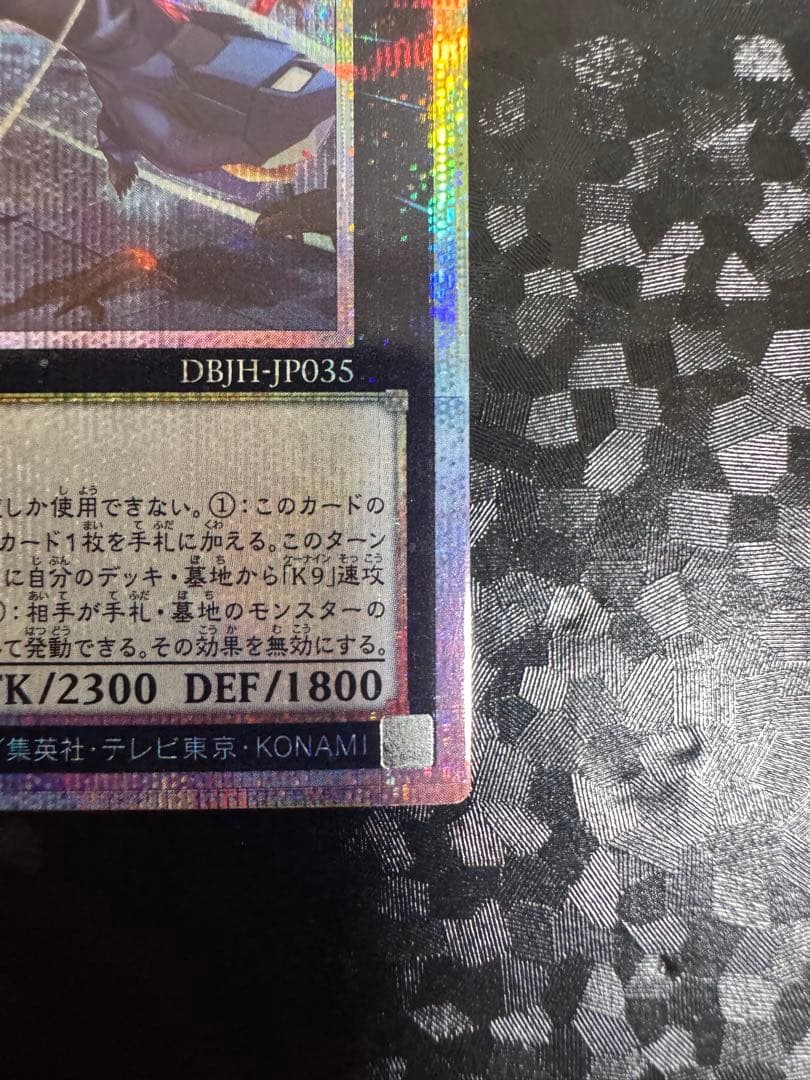 DBJH-JP035
しか使用できない。①:このカードの
カード1枚を手札に加える。このターン
に自分のデッキ・墓地から「K9」速攻
:相手が手札・墓地のモンスターの
て発動できる。その効果を無効にする。
TK/2300 DEF/1800
集英社・テレビ東京・KONAMI